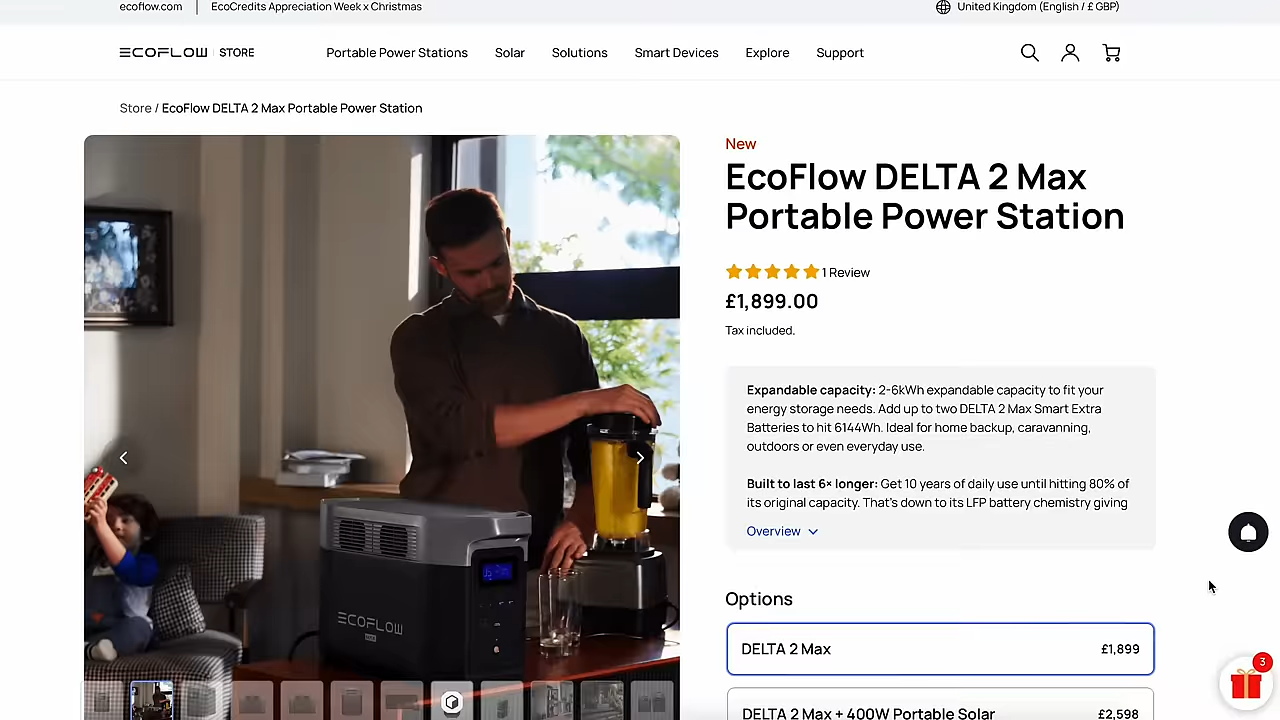 ecoflow.com
EcoCredits Appreciation Week x Christmas
United Kingdom (English / £ GBP)
ECOFLOW STORE
Portable Power Stations
Solar
Solutions
Smart Devices
Explore
Support
Store / EcoFlow DELTA 2 Max Portable Power Station
New
EcoFlow DELTA 2 Max
Portable Power Station
1 Review
£1,899.00
Tax included.
Expandable capacity: 2-6kWh expandable capacity to fit your
energy storage needs. Add up to two DELTA 2 Max Smart Extra
Batteries to hit 6144Wh. Ideal for home backup, caravanning,
outdoors or even everyday use.
Built to last 6× longer: Get 10 years of daily use until hitting 80% of
its original capacity. That's down to its LFP battery chemistry giving
Overview
Options
DELTA 2 Max
£1,899
DELTA 2 Max + 400W Portable Solar
£2,598
ECOFLOW
3